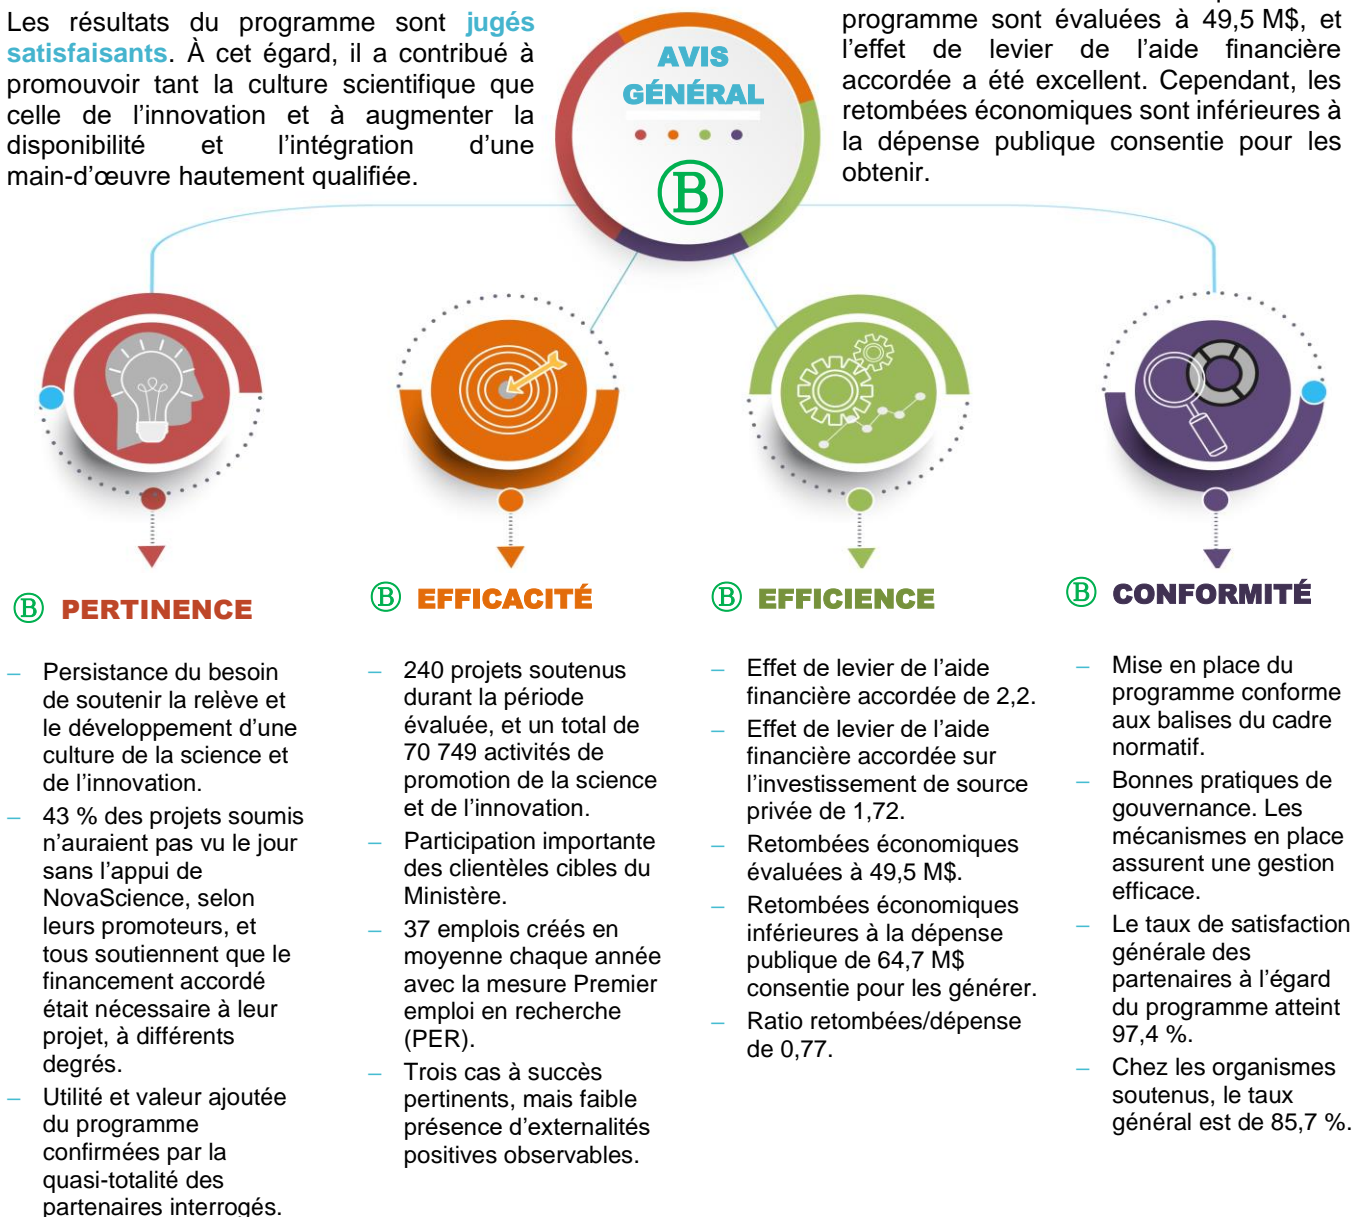 Les résultats du programme sont jugés
satisfaisants. À cet égard, il a contribué à
promouvoir tant la culture scientifique que
celle de l’innovation et à augmenter la
disponibilité et l’intégration d’une
main-d’œuvre hautement qualifiée.
AVIS
GÉNÉRAL
B
programme sont évaluées à 49,5 M$, et
l’effet de levier de l’aide financière
accordée a été excellent. Cependant, les
retombées économiques sont inférieures à
la dépense publique consentie pour les
obtenir.
B PERTINENCE
– Persistance du besoin
de soutenir la relève et
le développement d’une
culture de la science et
de l’innovation.
– 43 % des projets soumis
n’auraient pas vu le jour
sans l’appui de
NovaScience, selon
leurs promoteurs, et
tous soutiennent que le
financement accordé
était nécessaire à leur
projet, à différents
degrés.
– Utilité et valeur ajoutée
du programme
confirmées par la
quasi-totalité des
partenaires interrogés.
B EFFICACITÉ
– 240 projets soutenus
durant la période
évaluée, et un total de
70 749 activités de
promotion de la science
et de l’innovation.
– Participation importante
des clientèles cibles du
Ministère.
– 37 emplois créés en
moyenne chaque année
avec la mesure Premier
emploi en recherche
(PER).
– Trois cas à succès
pertinents, mais faible
présence d’externalités
positives observables.
B EFFICIENCE
– Effet de levier de l’aide
financière accordée de 2,2.
– Effet de levier de l’aide
financière accordée sur
l’investissement de source
privée de 1,72.
– Retombées économiques
évaluées à 49,5 M$.
– Retombées économiques
inférieures à la dépense
publique de 64,7 M$
consentie pour les générer.
– Ratio retombées/dépense
de 0,77.
B CONFORMITÉ
– Mise en place du
programme conforme
aux balises du cadre
normatif.
– Bonnes pratiques de
gouvernance. Les
mécanismes en place
assurent une gestion
efficace.
– Le taux de satisfaction
générale des
partenaires à l’égard
du programme atteint
97,4 %.
– Chez les organismes
soutenus, le taux
général est de 85,7 %.